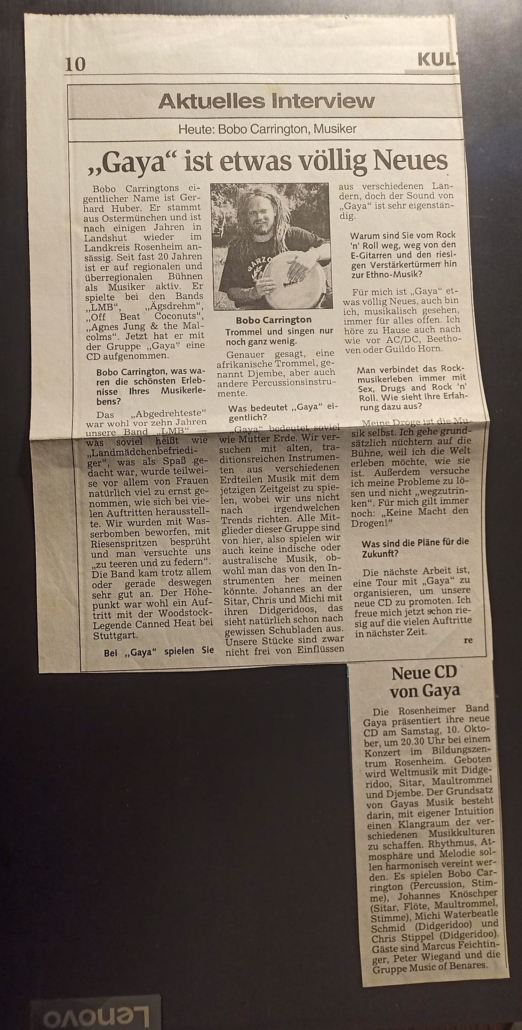 10
KUL
Aktuelles Interview
Heute: Bobo Carrington, Musiker
„Gaya“ ist etwas völlig Neues
Bobo Carringtons ei-
gentlicher Name ist Ger-
hard Huber. Er stammt
aus Ostermünchen und ist
nach einigen Jahren in
Landshut wieder im
Landkreis Rosenheim an-
sässig. Seit fast 20 Jahren
ist er auf regionalen und
überregionalen Bühnen
als Musiker aktiv. Er
spielte bei den Bands
„LMB“, „Agsdrehm“,
„Off Beat Coconuts“,
„Agnes Jung & the Mal-
colms“. Jetzt hat er mit
der Gruppe „Gaya“ eine
CD aufgenommen.
Bobo Carrington, was wa-
ren die schönsten Erleb-
nisse Ihres Musikerle-
bens?
Das „Abgedrehteste“
war wohl vor zehn Jahren
unsere Band „LMB“ —
was soviel heißt wie
„Landmädchenbefriedi-
ger“, was als Spaß ge-
dacht war, wurde teilwei-
se vor allem von Frauen
natürlich viel zu ernst ge-
nommen, wie sich bei vie-
len Auftritten herausstell-
te. Wir wurden mit Was-
serbomben beworfen, mit
Riesenspritzen besprüht
und man versuchte uns
„zu teeren und zu federn“.
Die Band kam trotz allem
oder gerade deswegen
sehr gut an. Der Höhe-
punkt war wohl ein Auf-
tritt mit der Woodstock-
Legende Canned Heat bei
Stuttgart.
Bei „Gaya“ spielen Sie
Bobo Carrington
Trommel und singen nur
noch ganz wenig.
Genauer gesagt, eine
afrikanische Trommel, ge-
nannt Djembe, aber auch
andere Percussionsinstru-
mente.
Was bedeutet „Gaya“ ei-
gentlich?
„Gaya“ bedeutet soviel
wie Mutter Erde. Wir ver-
suchen mit alten, tra-
ditionsreichen Instrumen-
ten aus verschiedenen
Erdteilen Musik mit dem
jetzigen Zeitgeist zu spie-
len, wobei wir uns nicht
nach irgendwelchen
Trends richten. Alle Mit-
glieder dieser Gruppe sind
von hier, also spielen wir
auch keine indische oder
australische Musik, ob-
wohl man das von den In-
strumenten her meinen
könnte. Johannes an der
Sitar, Chris und Michi mit
ihren Didgeridoos, das
sieht natürlich schon nach
gewissen Schubladen aus.
Unsere Stücke sind zwar
nicht frei von Einflüssen
aus verschiedenen Län-
dern, doch der Sound von
„Gaya“ ist sehr eigenstän-
dig.
Warum sind Sie vom Rock
'n' Roll weg, weg von den
E-Gitarren und den riesi-
gen Verstärkertürmern hin
zur Ethno-Musik?
Für mich ist „Gaya“ et-
was völlig Neues, auch bin
ich, musikalisch gesehen,
immer für alles offen. Ich
höre zu Hause auch nach
wie vor AC/DC, Beetho-
ven oder Guildo Horn.
Man verbindet das Rock-
musikerleben immer mit
Sex, Drugs and Rock 'n'
Roll. Wie sieht Ihre Erfah-
rung dazu aus?
Meine Droge ist die Mu-
sik selbst. Ich gehe grund-
sätzlich nüchtern auf die
Bühne, weil ich die Welt
erleben möchte, wie sie
ist. Außerdem versuche
ich meine Probleme zu lö-
sen und nicht „wegzutrin-
ken“. Für mich gilt immer
noch: „Keine Macht den
Drogen!“
Was sind die Pläne für die
Zukunft?
Die nächste Arbeit ist,
eine Tour mit „Gaya“ zu
organisieren, um unsere
neue CD zu promoten. Ich
freue mich jetzt schon rie-
sig auf die vielen Auftritte
in nächster Zeit.
re
Neue CD
von Gaya
Die Rosenheimer Band
Gaya präsentiert ihre neue
CD am Samstag, 10. Okto-
ber, um 20.30 Uhr bei einem
Konzert im Bildungszen-
trum Rosenheim. Geboten
wird Weltmusik mit Didge-
ridoo, Sitar, Maultrommel
und Djembe. Der Grundsatz
von Gayas Musik besteht
darin, mit eigener Intuition
einen Klangraum der ver-
schiedenen Musikkulturen
zu schaffen. Rhythmus, At-
mosphäre und Melodie sol-
len harmonisch vereint wer-
den. Es spielen Bobo Car-
rington (Percussion, Stim-
me), Johannes Knöschper
(Sitar, Flöte, Maultrommel,
Stimme), Michi Waterbeatle
Schmid (Didgeridoo) und
Chris Stippel (Didgeridoo).
Gäste sind Marcus Feichtin-
ger, Peter Wiegand und die
Gruppe Music of Benares.
Lenovo